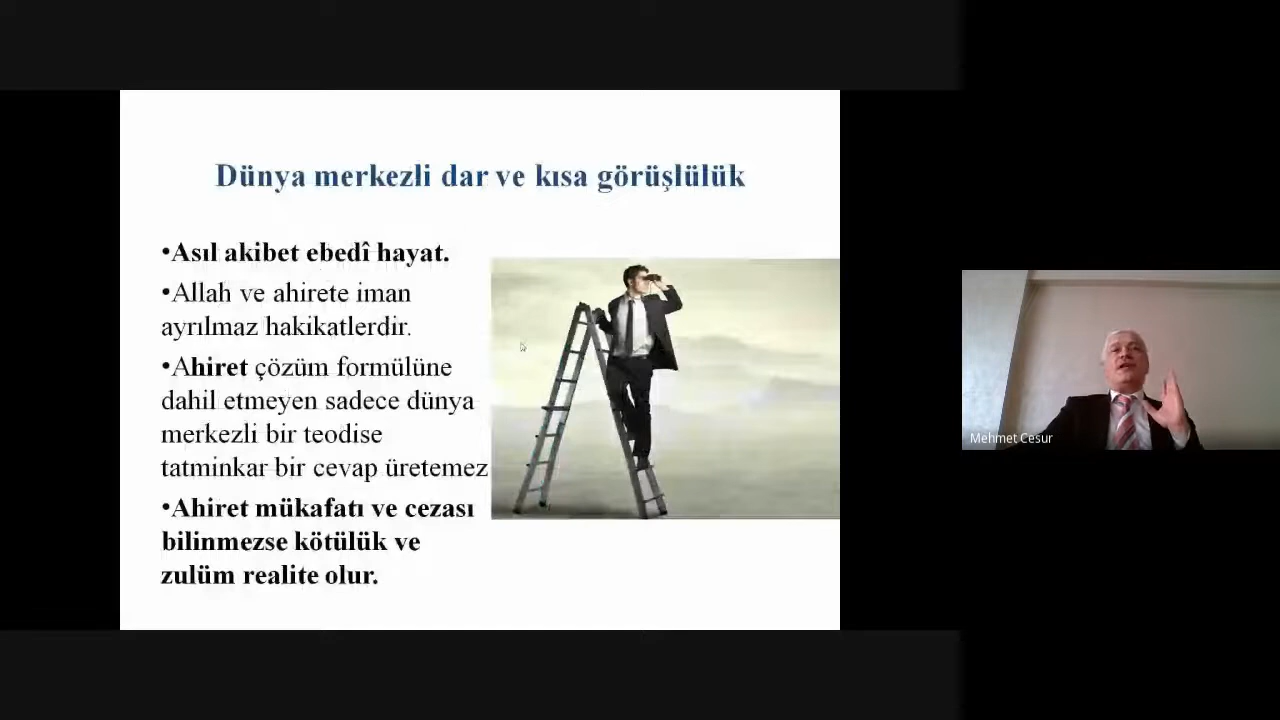 Dünya merkezli dar ve kısa görüşlülük
•Asıl akibet ebedî hayat.
•Allah ve ahirete iman
ayrılmaz hakikatlerdir.
•Ahiret çözüm formülüne
dahil etmeyen sadece dünya
merkezli bir teodise
tatminkar bir cevap üretemez
•Ahiret mükafatı ve cezası
bilinmezse kötülük ve
zulüm realite olur.
Mehmet Cesur